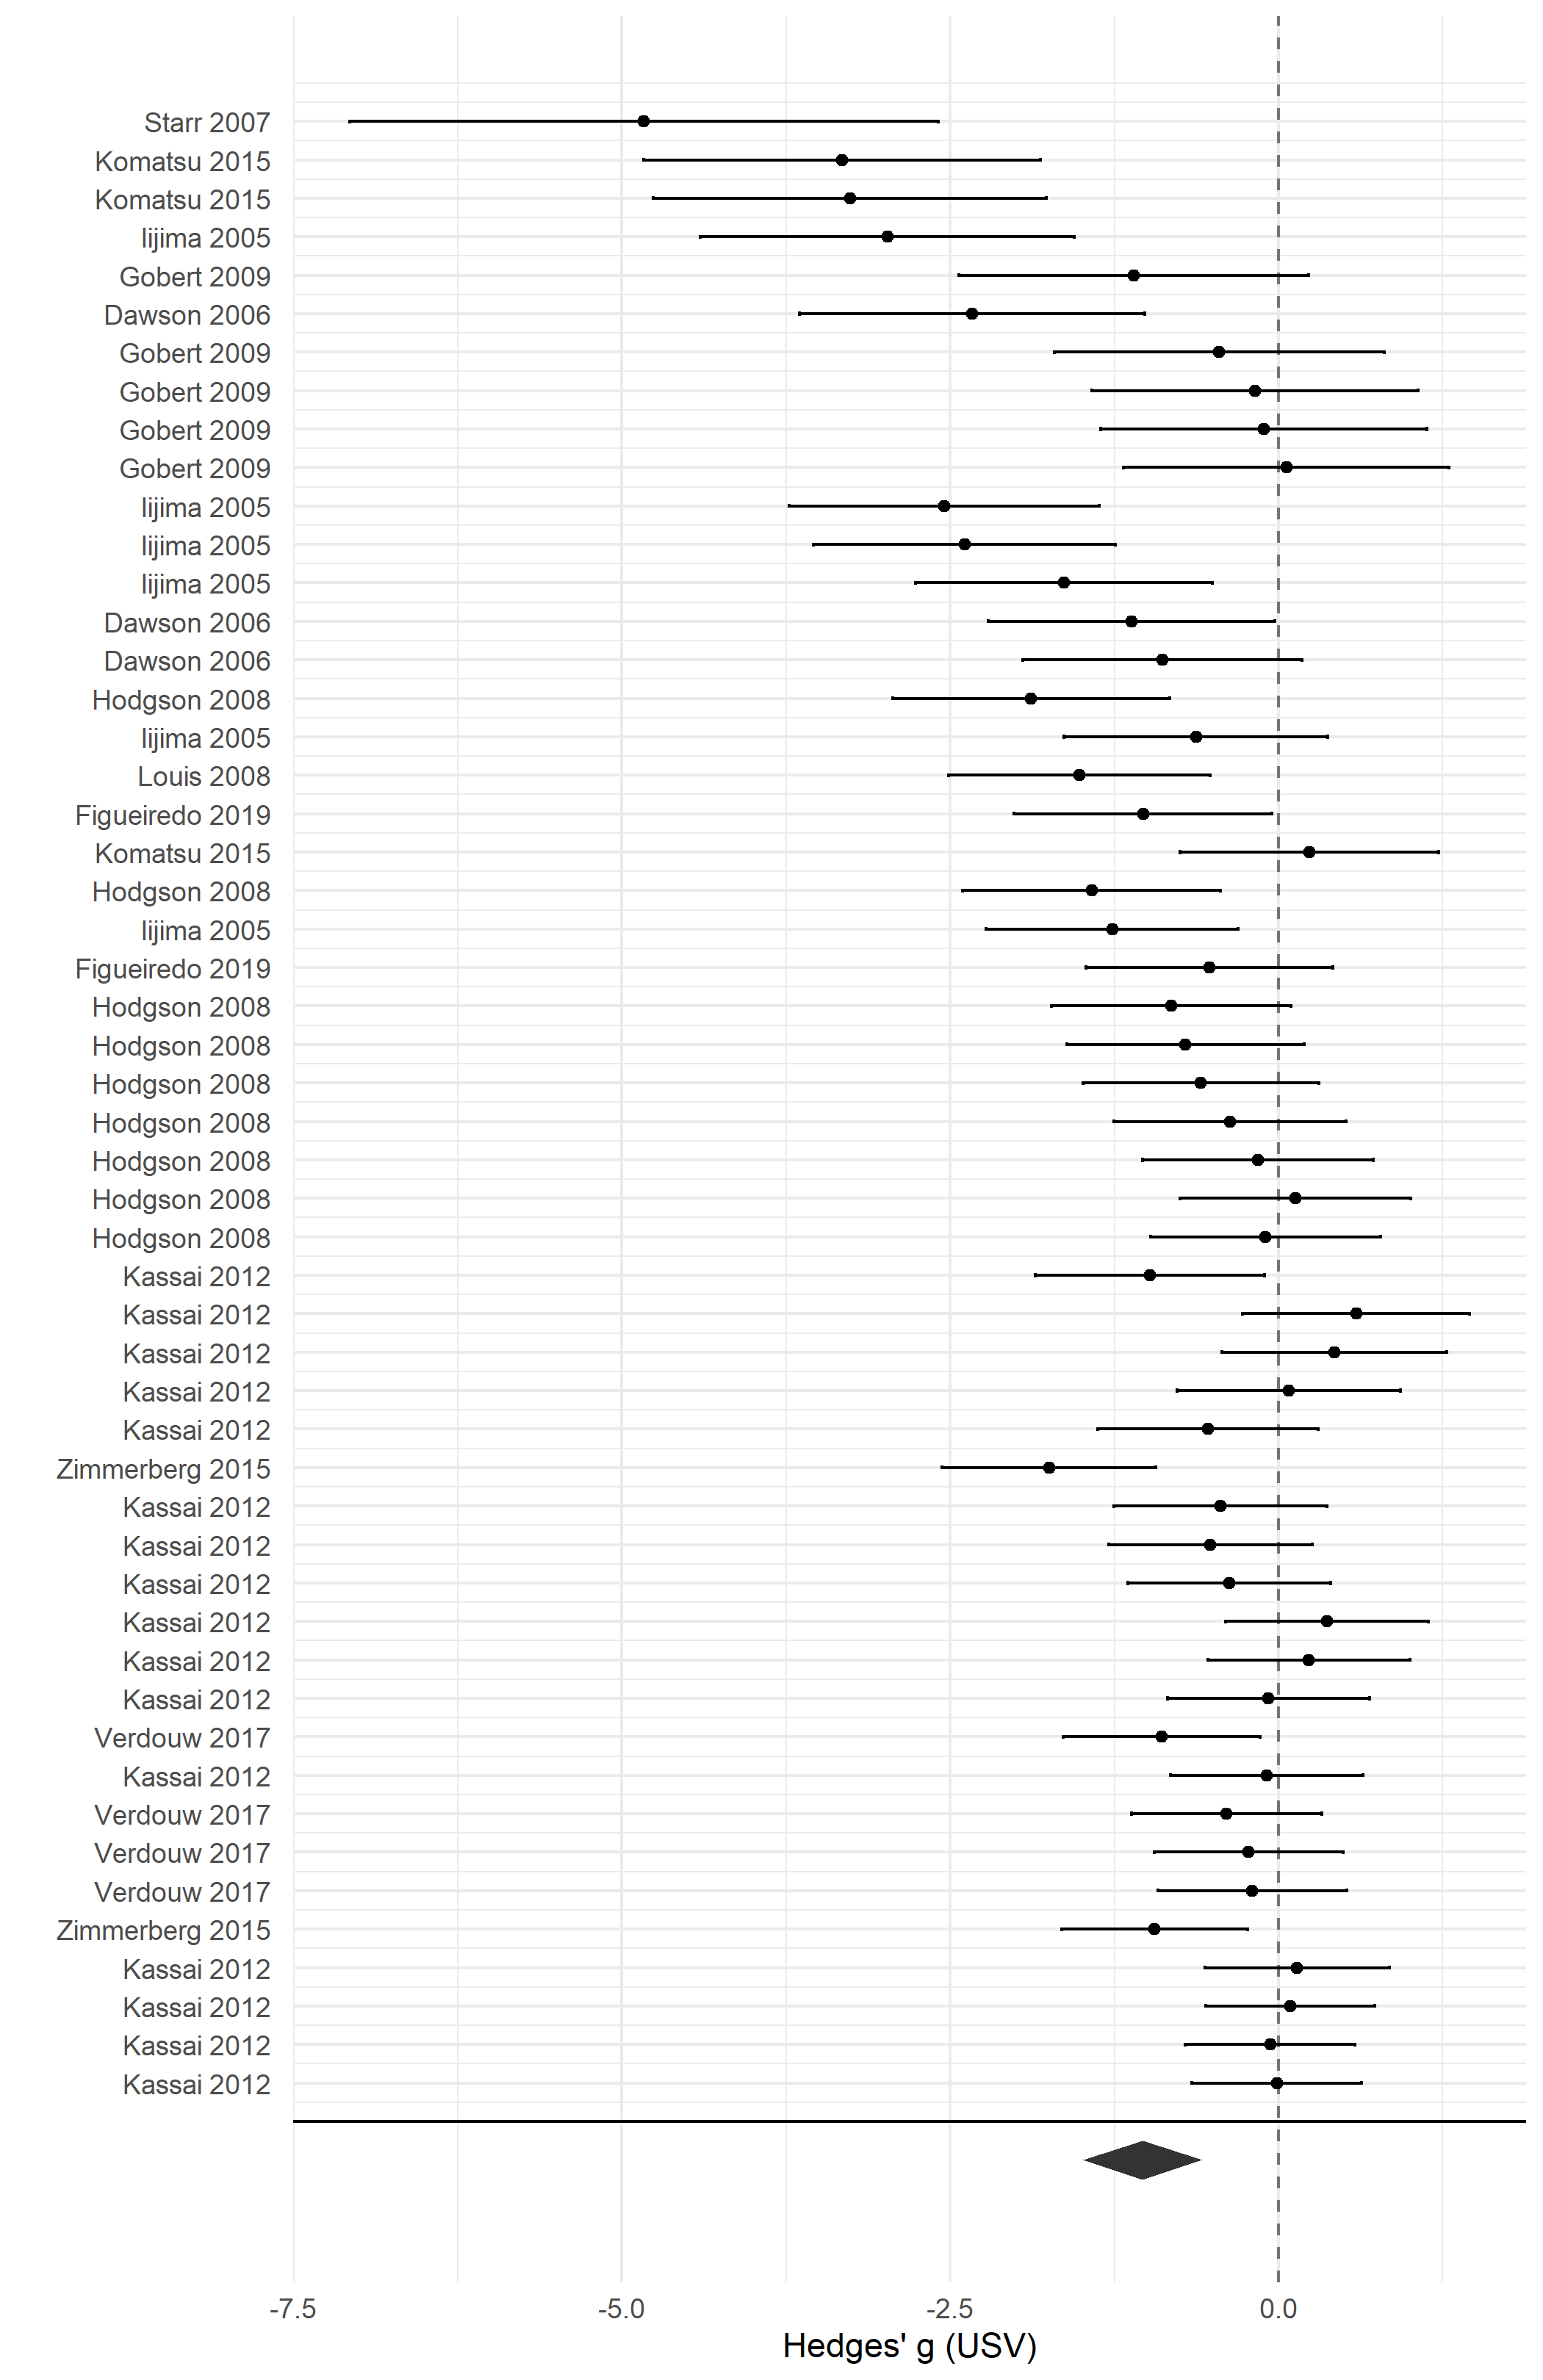 Starr 2007
Komatsu 2015
Komatsu 2015
Iijima 2005
Gobert 2009
Dawson 2006
Gobert 2009
Gobert 2009
Gobert 2009
Gobert 2009
Iijima 2005
Iijima 2005
Iijima 2005
Dawson 2006
Dawson 2006
Hodgson 2008
Iijima 2005
Louis 2008
Figueiredo 2019
Komatsu 2015
Hodgson 2008
Iijima 2005
Figueiredo 2019
Hodgson 2008
Hodgson 2008
Hodgson 2008
Hodgson 2008
Hodgson 2008
Hodgson 2008
Hodgson 2008
Kassai 2012
Kassai 2012
Kassai 2012
Kassai 2012
Kassai 2012
Zimmerberg 2015
Kassai 2012
Kassai 2012
Kassai 2012
Kassai 2012
Kassai 2012
Kassai 2012
Verdouw 2017
Kassai 2012
Verdouw 2017
Verdouw 2017
Verdouw 2017
Zimmerberg 2015
Kassai 2012
Kassai 2012
Kassai 2012
Kassai 2012
-7.5 -5.0 -2.5 0.0
Hedges' g (USV)